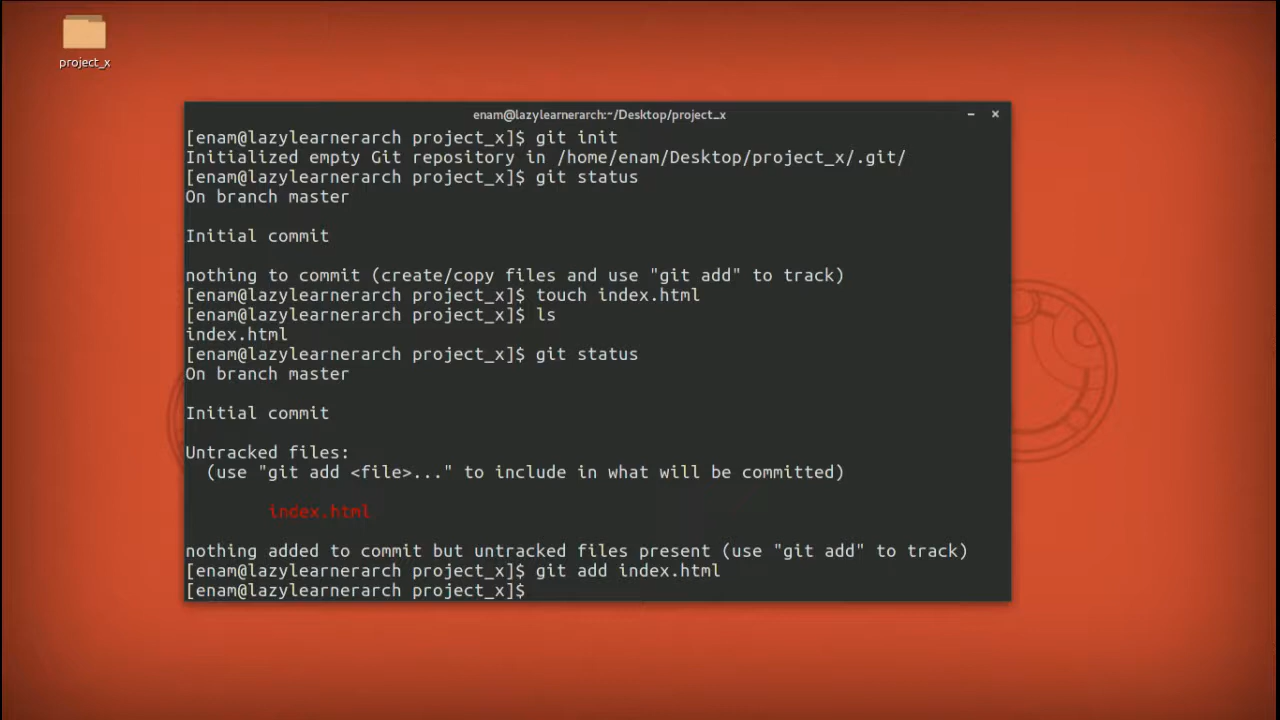 project_x
enam@lazylearnerarch:~/Desktop/project_x
[enam@lazylearnerarch project_x]$ git init
Initialized empty Git repository in /home/enam/Desktop/project_x/.git/
[enam@lazylearnerarch project_x]$ git status
On branch master
Initial commit
nothing to commit (create/copy files and use "git add" to track)
[enam@lazylearnerarch project_x]$ touch index.html
[enam@lazylearnerarch project_x]$ ls
index.html
[enam@lazylearnerarch project_x]$ git status
On branch master
Initial commit
Untracked files:
(use "git add <file>..." to include in what will be committed)
index.html
nothing added to commit but untracked files present (use "git add" to track)
[enam@lazylearnerarch project_x]$ git add index.html
[enam@lazylearnerarch project_x]$